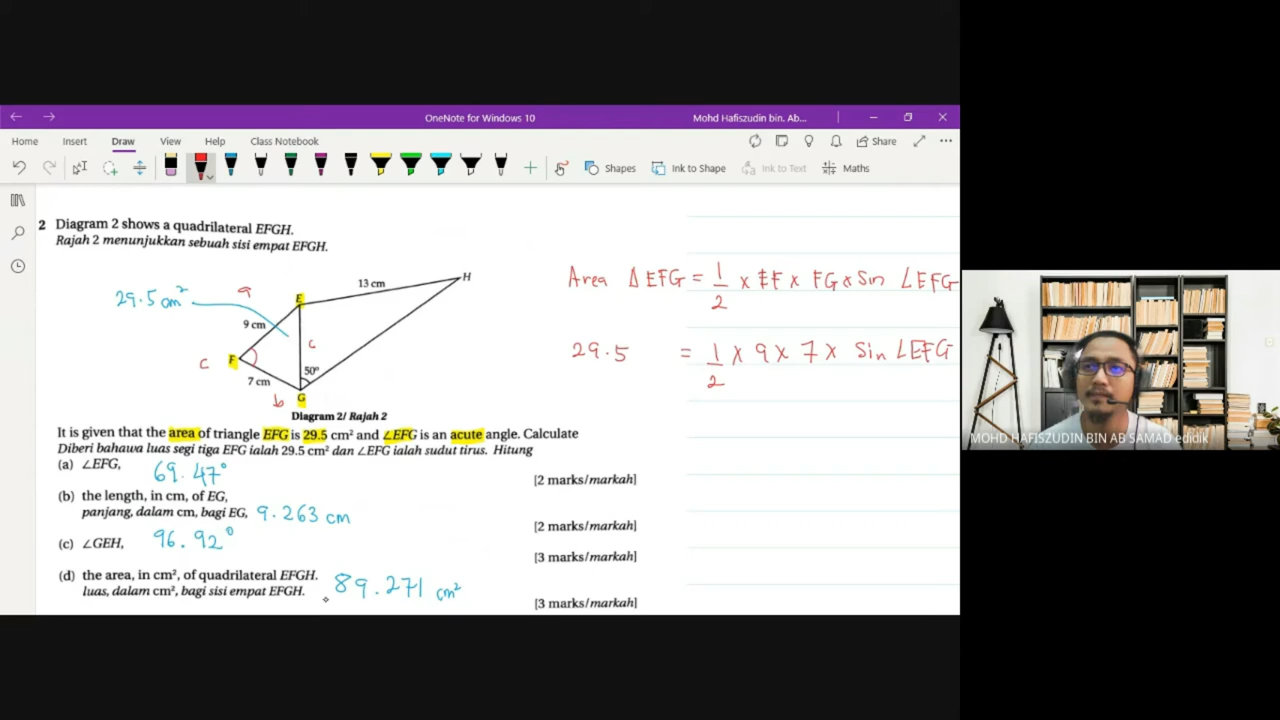 OneNote for Windows 10
Mohd Hafiszudin bin. Ab...
Home Insert Draw View Help Class Notebook
Share
Shapes Ink to Shape Ink to Text Maths
2 Diagram 2 shows a quadrilateral EFGH.
Rajah 2 menunjukkan sebuah sisi empat EFGH.
29.5 cm²
a
E
13 cm
H
9 cm
c
F
c
7 cm
50°
b
G
Diagram 2/ Rajah 2
It is given that the area of triangle EFG is 29.5 cm² and ∠EFG is an acute angle. Calculate
Diberi bahawa luas segi tiga EFG ialah 29.5 cm² dan ∠EFG ialah sudut tirus. Hitung
(a) ∠EFG, 69.47°
[2 marks/markah]
(b) the length, in cm, of EG,
panjang, dalam cm, bagi EG, 9.263 cm
[2 marks/markah]
(c) ∠GEH, 96.92°
[3 marks/markah]
(d) the area, in cm², of quadrilateral EFGH.
luas, dalam cm², bagi sisi empat EFGH. 89.271 cm²
[3 marks/markah]
Area ΔEFG = 1/2 × EF × FG × Sin ∠EFG
29.5 = 1/2 × 9 × 7 × Sin ∠EFG
MOHD HAFISZUDIN BIN AB SAMAD edidik